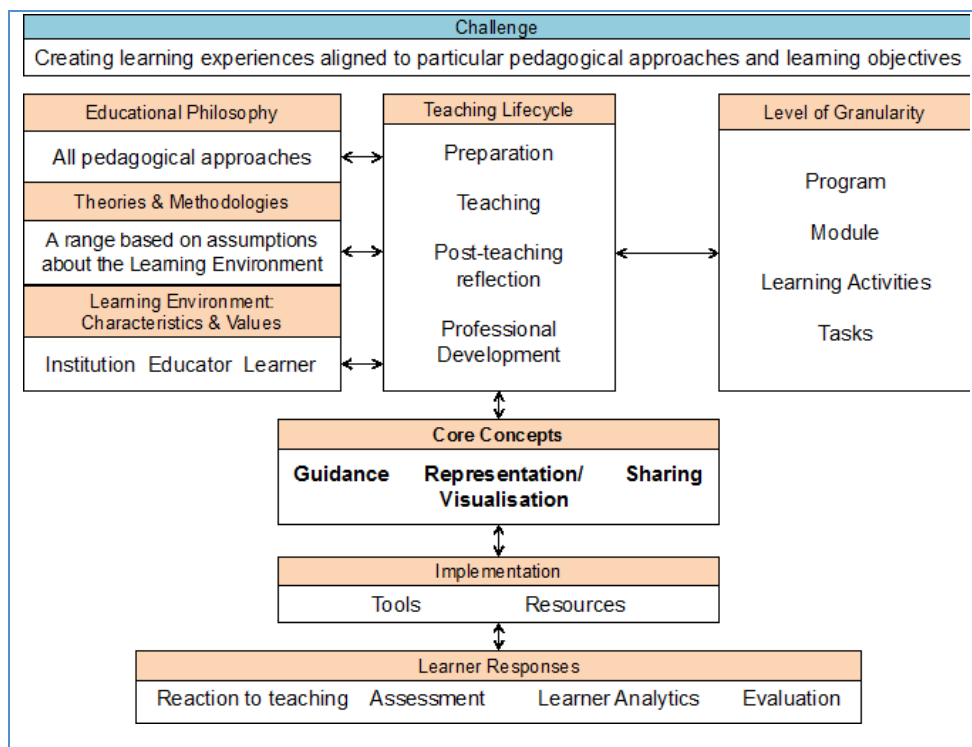 Challenge
Creating learning experiences aligned to particular pedagogical approaches and learning objectives
Educational Philosophy
All pedagogical approaches
Theories & Methodologies
A range based on assumptions
about the Learning Environment
Learning Environment:
Characteristics & Values
Institution Educator Learner
Teaching Lifecycle
Preparation
Teaching
Post-teaching
reflection
Professional
Development
Level of Granularity
Program
Module
Learning Activities
Tasks
Core Concepts
Guidance Representation/ Sharing
Visualisation
Implementation
Tools Resources
Learner Responses
Reaction to teaching Assessment Learner Analytics Evaluation